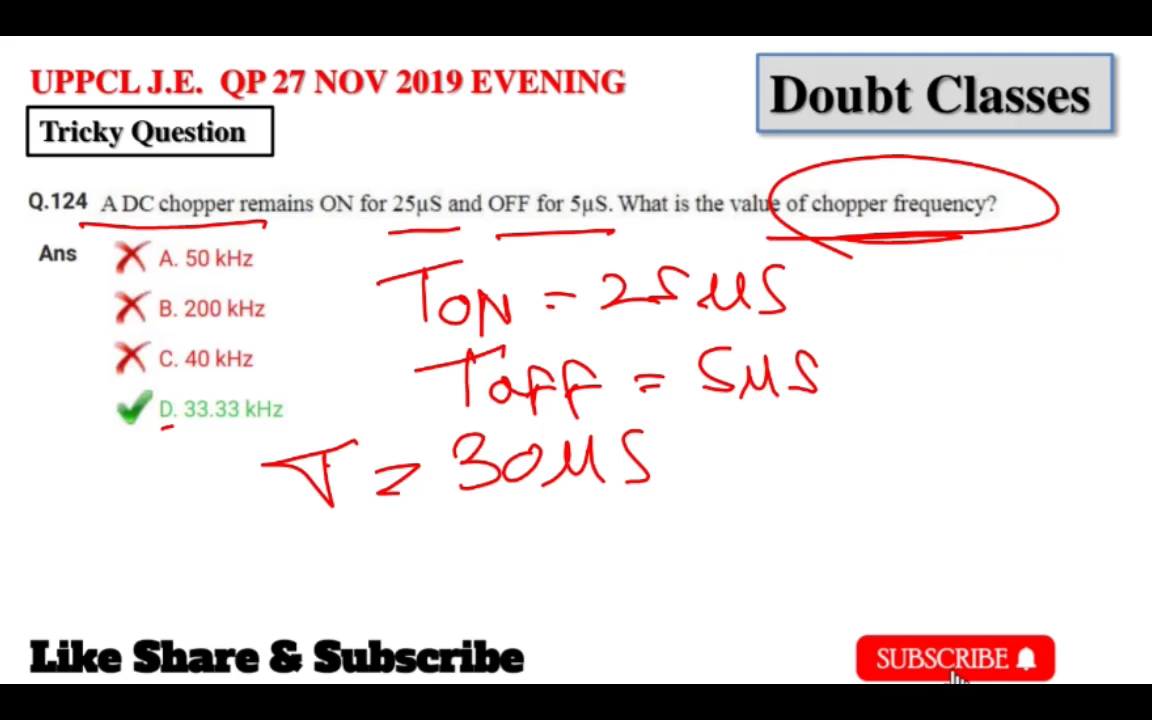 UPPCL J.E. QP 27 NOV 2019 EVENING
Doubt Classes
Tricky Question
Q.124 A DC chopper remains ON for 25µS and OFF for 5µS. What is the value of chopper frequency?
Ans
A. 50 kHz
B. 200 kHz
C. 40 kHz
D. 33.33 kHz
TON = 25 µS
Toff = 5µS
T = 30µS
Like Share & Subscribe
SUBSCRIBE